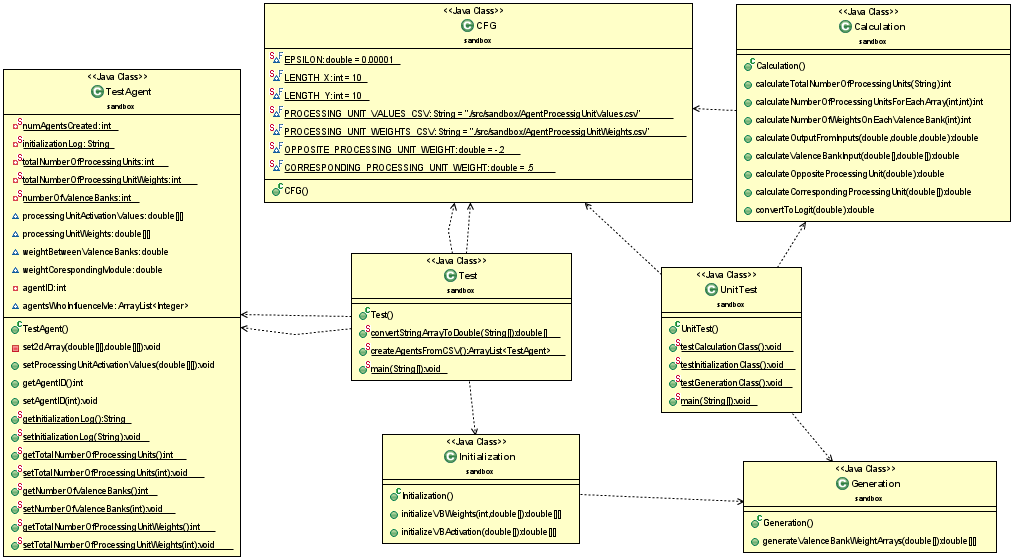 <<Java Class>>
TestAgent
sandbox
numAgentsCreated: int
initializationLog: String
totalNumberOfProcessingUnits: int
totalNumberOfProcessingUnitWeights: int
numberOfValenceBanks: int
processingUnitActivationValues: double[][]
processingUnitWeights: double[][]
weightBetweenValenceBanks: double
weightCorespondingModule: double
agentID: int
agentsWhoInfluenceMe: ArrayList<Integer>
TestAgent()
set2dArray(double[][],double[][]):void
setProcessingUnitActivationValues(double[][]):void
getAgentID():int
setAgentID(int):void
getInitializationLog():String
setInitializationLog(String):void
getTotalNumberOfProcessingUnits():int
setTotalNumberOfProcessingUnits(int):void
getNumberOfValenceBanks():int
setNumberOfValenceBanks(int):void
getTotalNumberOfProcessingUnitWeights():int
setTotalNumberOfProcessingUnitWeights(int):void
<<Java Class>>
CFG
sandbox
EPSILON: double = 0.00001
LENGTH_X: int = 10
LENGTH_Y: int = 10
PROCESSING_UNIT_VALUES_CSV: String = "./src/sandbox/AgentProcessigUnitValues.csv"
PROCESSING_UNIT_WEIGHTS_CSV: String = "./src/sandbox/AgentProcessigUnitWeights.csv"
OPPOSITE_PROCESSING_UNIT_WEIGHT: double = -.2
CORRESPONDING_PROCESSING_UNIT_WEIGHT: double = .5
CFG()
<<Java Class>>
Calculation
sandbox
Calculation()
calculateTotalNumberOfProcessingUnits(String):int
calculateNumberOfProcessingUnitsForEachArray(int,int):int
calculateNumberOfWeightsOnEachValenceBank(int):int
calculateOutputFromInputs(double,double,double):double
calculateValenceBankInput(double[],double[]):double
calculateOppositeProcessingUnit(double):double
calculateCorrespondingProcessingUnit(double[]):double
convertToLogit(double):double
<<Java Class>>
Test
sandbox
Test()
convertStringArrayToDouble(String[]):double[]
createAgentsFromCSV():ArrayList<TestAgent>
main(String[]):void
<<Java Class>>
UnitTest
sandbox
UnitTest()
testCalculationClass():void
testInitializationClass():void
testGenerationClass():void
main(String[]):void
<<Java Class>>
Initialization
sandbox
Initialization()
initializeVBWeights(int,double[]):double[][]
initializeVBActivation(double[]):double[][]
<<Java Class>>
Generation
sandbox
Generation()
generateValenceBankWeightArrays(double[]):double[][]